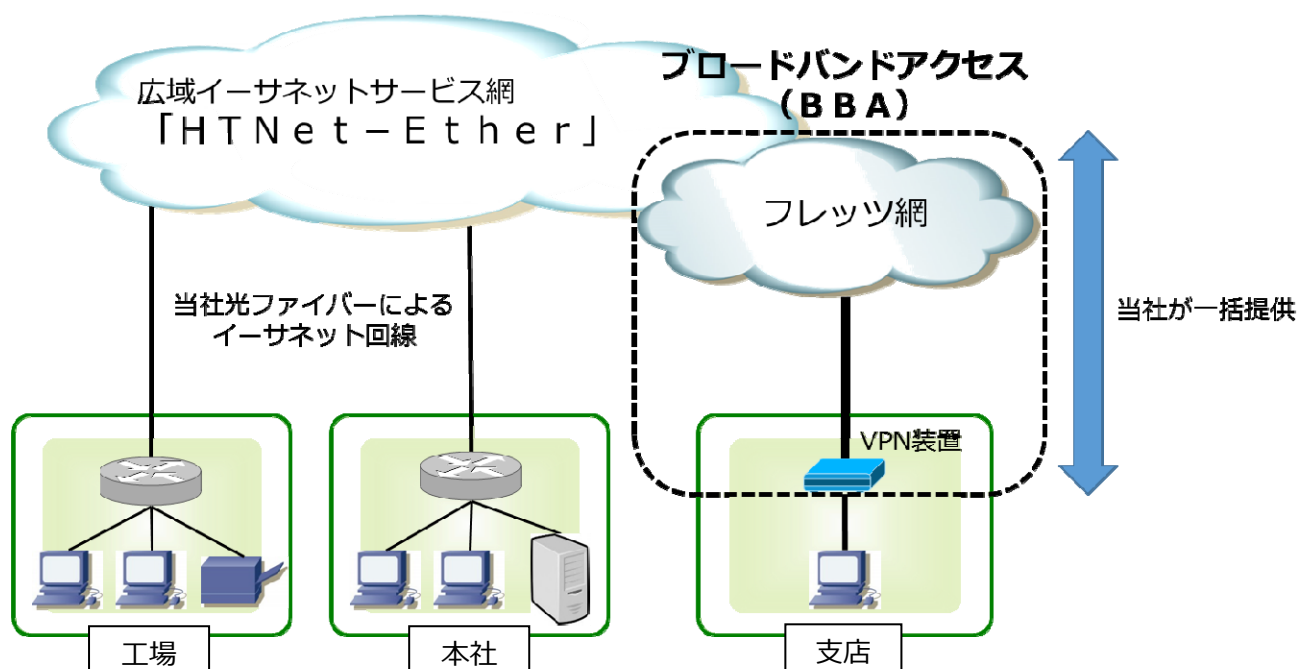 ブロードバンドアクセス
（ＢＢＡ）
広域イーサネットサービス網
「ＨＴＮｅｔ－Ｅｔｈｅｒ」
フレッツ網
当社光ファイバーによる
イーサネット回線
当社が一括提供
VPN装置
工場
本社
支店